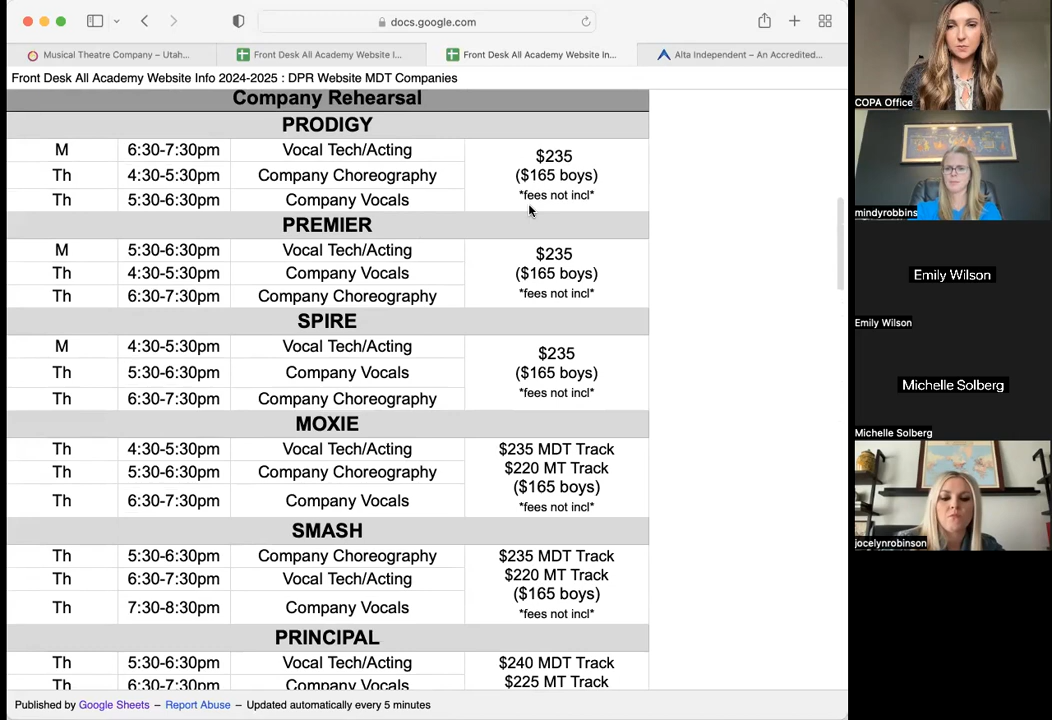 docs.google.com
Musical Theatre Company – Utah...
Front Desk All Academy Website I...
Front Desk All Academy Website In...
Alta Independent – An Accredited...
Front Desk All Academy Website Info 2024-2025 : DPR Website MDT Companies
Company Rehearsal
PRODIGY
M 6:30-7:30pm Vocal Tech/Acting
Th 4:30-5:30pm Company Choreography
Th 5:30-6:30pm Company Vocals
$235
($165 boys)
*fees not incl*
PREMIER
M 5:30-6:30pm Vocal Tech/Acting
Th 4:30-5:30pm Company Vocals
Th 6:30-7:30pm Company Choreography
$235
($165 boys)
*fees not incl*
SPIRE
M 4:30-5:30pm Vocal Tech/Acting
Th 5:30-6:30pm Company Vocals
Th 6:30-7:30pm Company Choreography
$235
($165 boys)
*fees not incl*
MOXIE
Th 4:30-5:30pm Vocal Tech/Acting
Th 5:30-6:30pm Company Choreography
Th 6:30-7:30pm Company Vocals
$235 MDT Track
$220 MT Track
($165 boys)
*fees not incl*
SMASH
Th 5:30-6:30pm Company Choreography
Th 6:30-7:30pm Vocal Tech/Acting
Th 7:30-8:30pm Company Vocals
$235 MDT Track
$220 MT Track
($165 boys)
*fees not incl*
PRINCIPAL
Th 5:30-6:30pm Vocal Tech/Acting
Th 6:30-7:30pm Company Vocals
$240 MDT Track
$225 MT Track
Published by Google Sheets – Report Abuse – Updated automatically every 5 minutes
COPA Office
mindyrobbins
Emily Wilson
Emily Wilson
Michelle Solberg
Michelle Solberg
jocelynrobinson